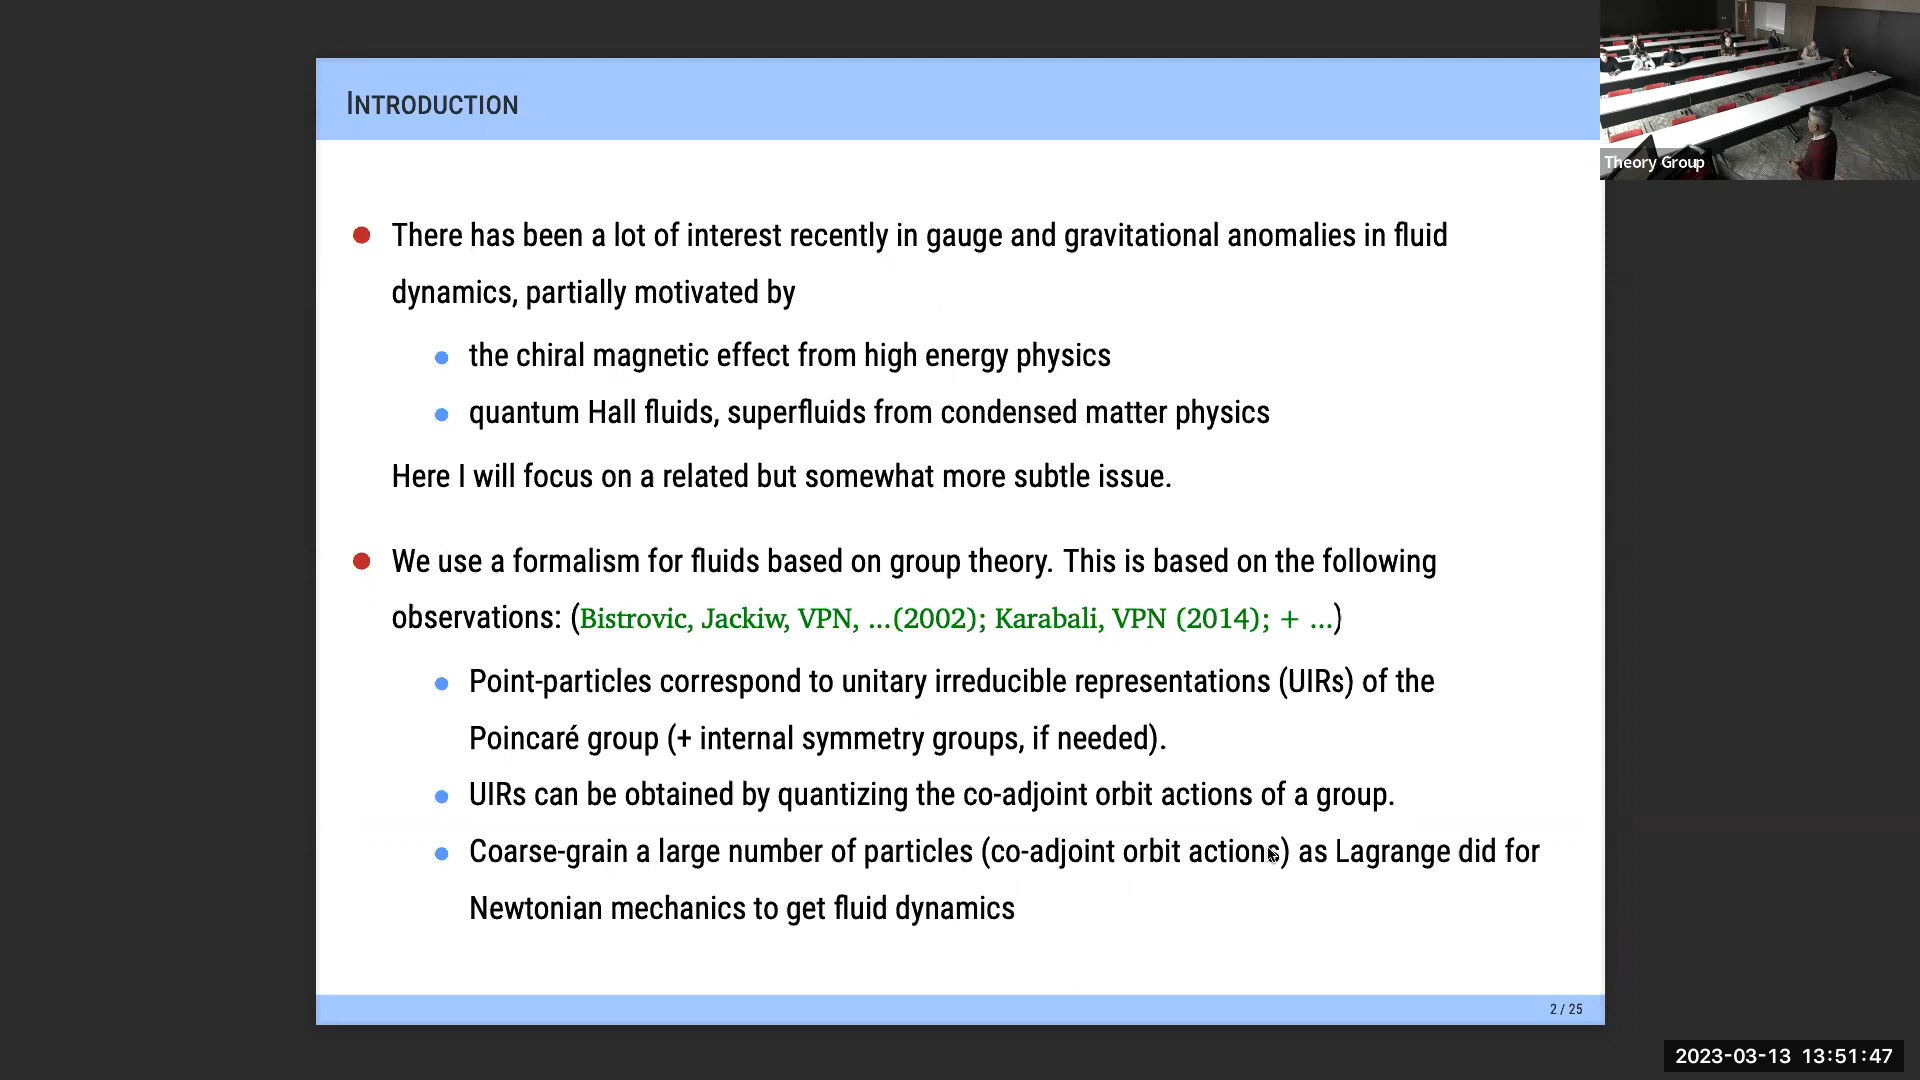 INTRODUCTION
Theory Group
There has been a lot of interest recently in gauge and gravitational anomalies in fluid
dynamics, partially motivated by
the chiral magnetic effect from high energy physics
quantum Hall fluids, superfluids from condensed matter physics
Here I will focus on a related but somewhat more subtle issue.
We use a formalism for fluids based on group theory. This is based on the following
observations: (Bistrovic, Jackiw, VPN, ...(2002); Karabali, VPN (2014); + ...)
Point-particles correspond to unitary irreducible representations (UIRs) of the
Poincaré group (+ internal symmetry groups, if needed).
UIRs can be obtained by quantizing the co-adjoint orbit actions of a group.
Coarse-grain a large number of particles (co-adjoint orbit actions) as Lagrange did for
Newtonian mechanics to get fluid dynamics
2 / 25
2023-03-13 13:51:47